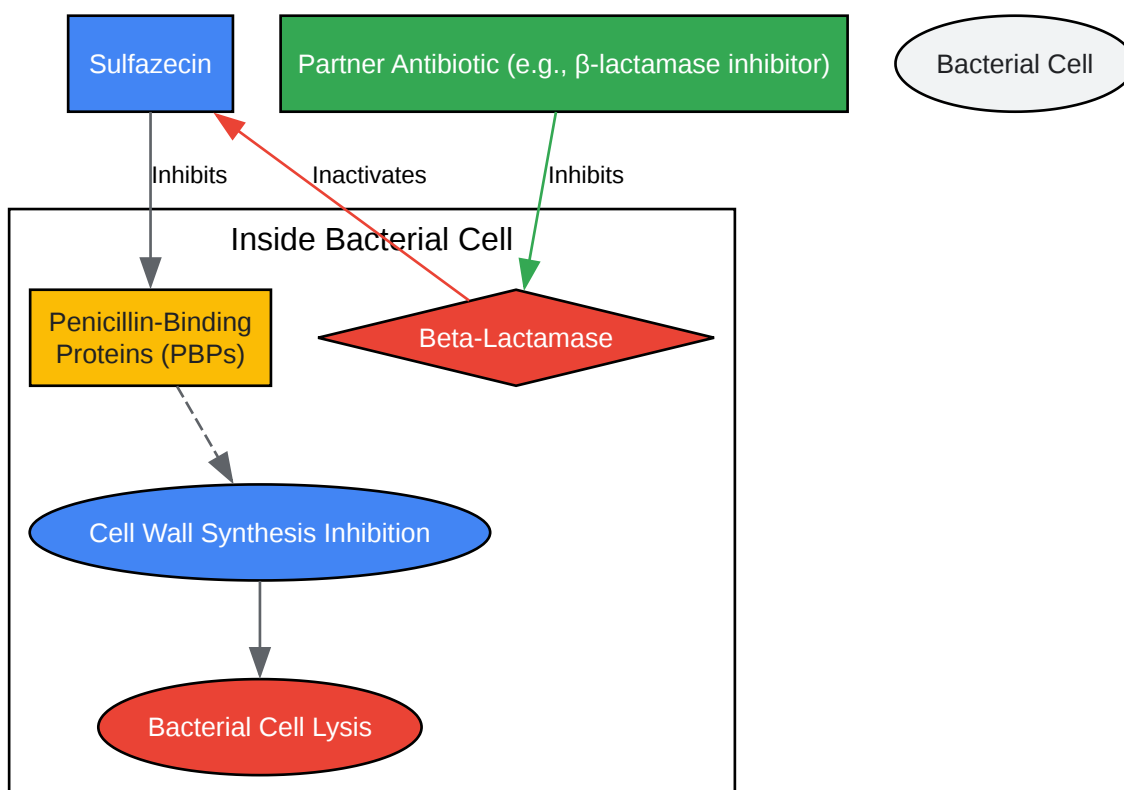 Sulfazecin
Partner Antibiotic (e.g., β-lactamase inhibitor)
Bacterial Cell
Inhibits
Inactivates
Inhibits
Inside Bacterial Cell
Penicillin-Binding
Proteins (PBPs)
Beta-Lactamase
Cell Wall Synthesis Inhibition
Bacterial Cell Lysis